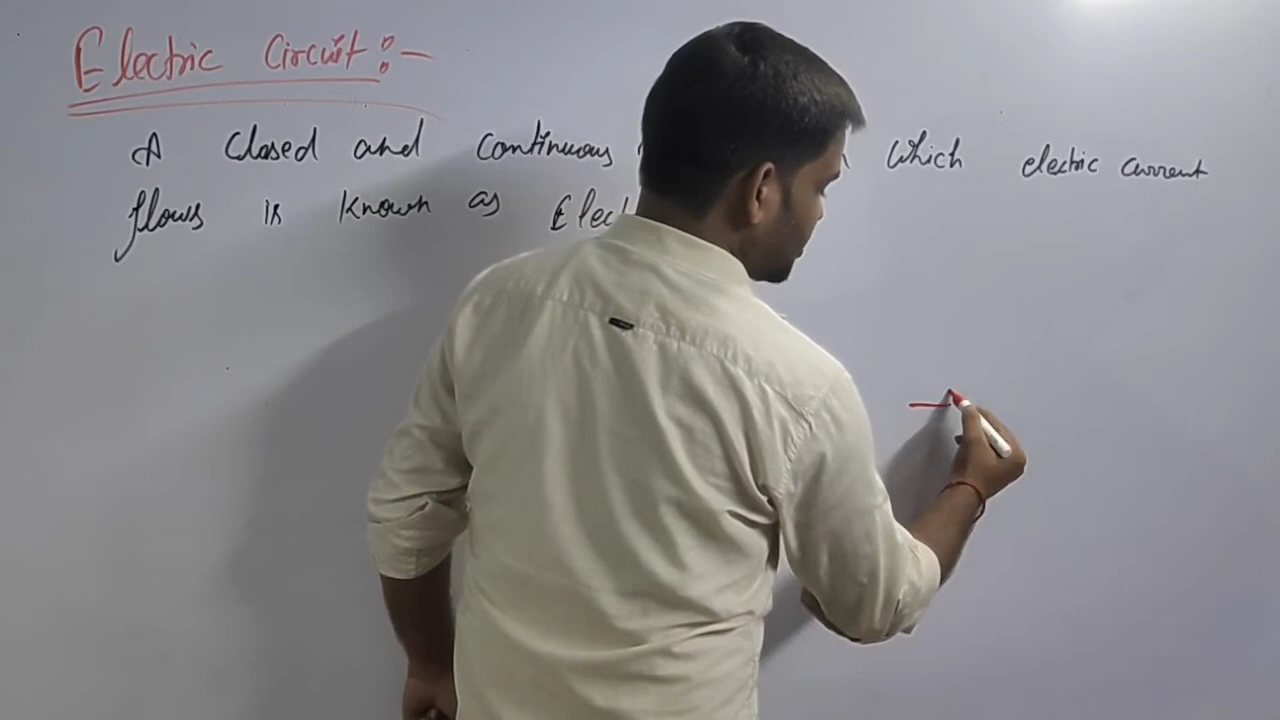 Electric Circuit :-
A closed and continuous which electric current
flows is known as Elec